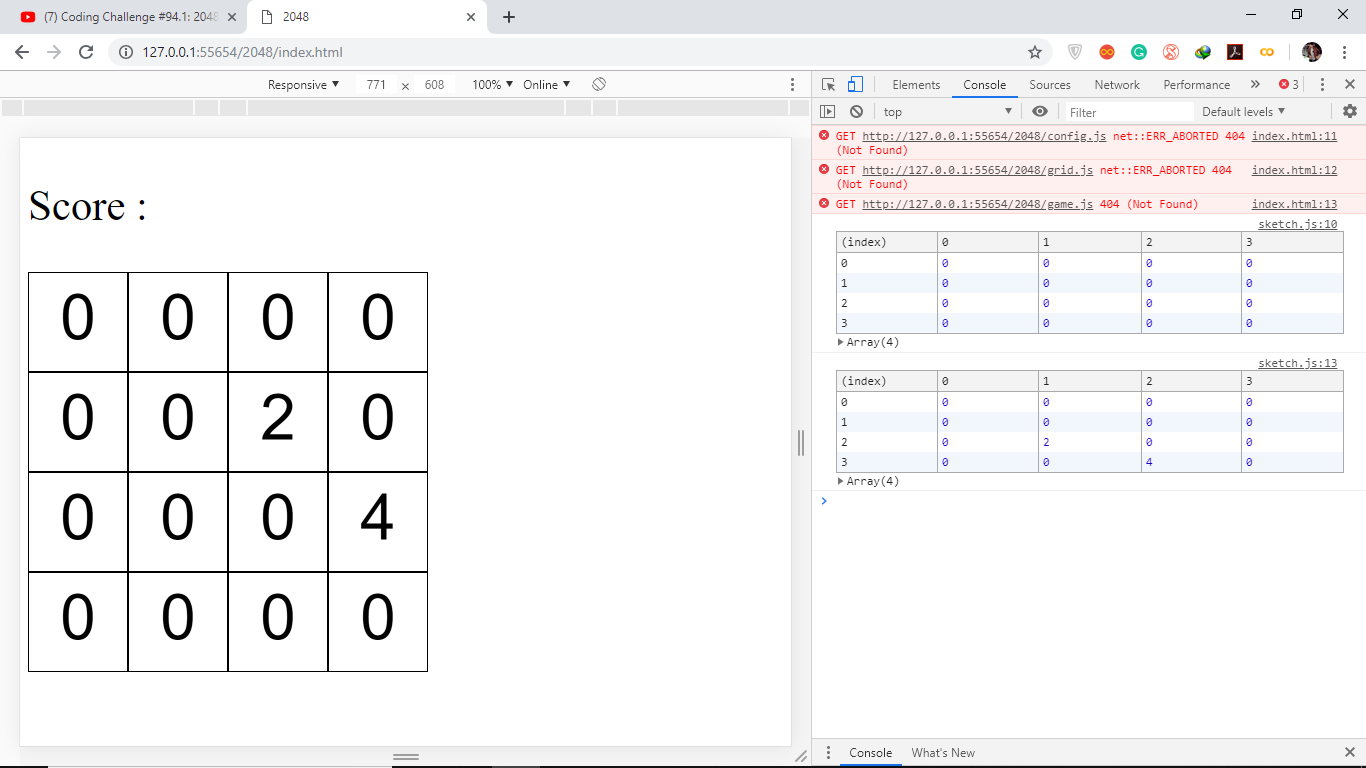 (7) Coding Challenge #94.1: 2048
2048
127.0.0.1:55654/2048/index.html
Responsive ▼ 771 × 608 100% ▼ Online ▼
Elements Console Sources Network Performance » 3
top ▼ Filter Default levels ▼
Score :
0 0 0 0
0 0 2 0
0 0 0 4
0 0 0 0
GET http://127.0.0.1:55654/2048/config.js net::ERR_ABORTED 404 index.html:11
(Not Found)
GET http://127.0.0.1:55654/2048/grid.js net::ERR_ABORTED 404 index.html:12
(Not Found)
GET http://127.0.0.1:55654/2048/game.js 404 (Not Found) index.html:13
sketch.js:10
(index) 0 1 2 3
0 0 0 0 0
1 0 0 0 0
2 0 0 0 0
3 0 0 0 0
▶ Array(4)
sketch.js:13
(index) 0 1 2 3
0 0 0 0 0
1 0 0 0 0
2 0 2 0 0
3 0 0 4 0
▶ Array(4)
Console What's New